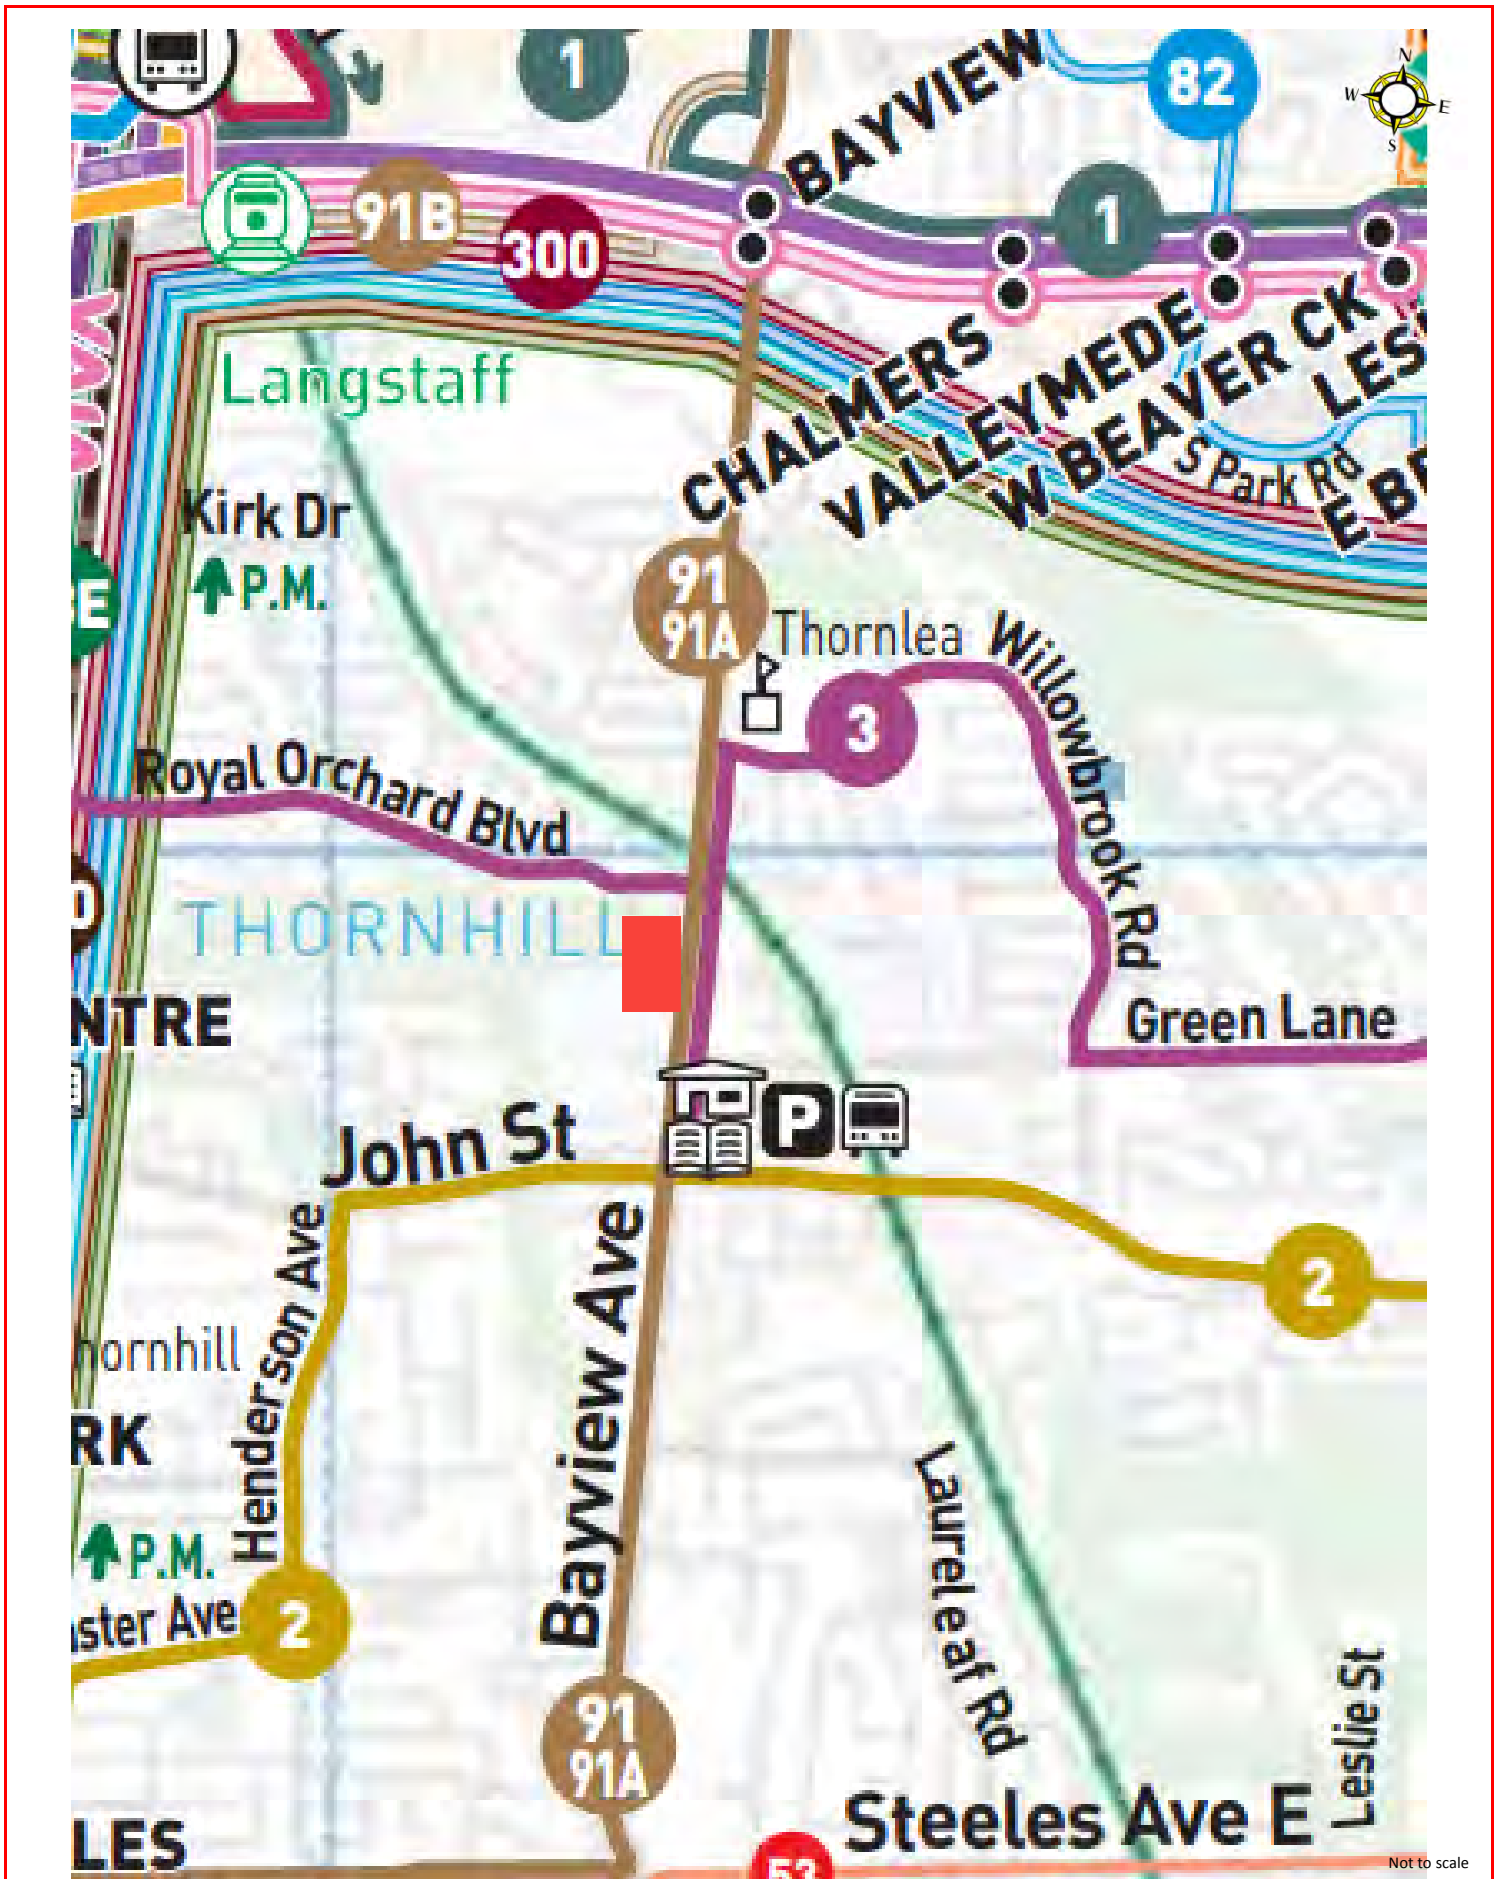 1
BAYVIEW
82
N
W
E
S
91B
300
1
Langstaff
CHALMERS
VALLEYMEDE
W BEAVER CK
S Park Rd
Kirk Dr
P.M.
91
91A
Thornlea
Willowbrook Rd
3
Royal Orchard Blvd
THORNHILL
NTRE
Green Lane
John St
P
Bayview Ave
Henderson Ave
2
hornhill
RK
P.M.
ster Ave
2
Laureleaf Rd
Leslie St
91
91A
Steeles Ave E
LES
53
Not to scale